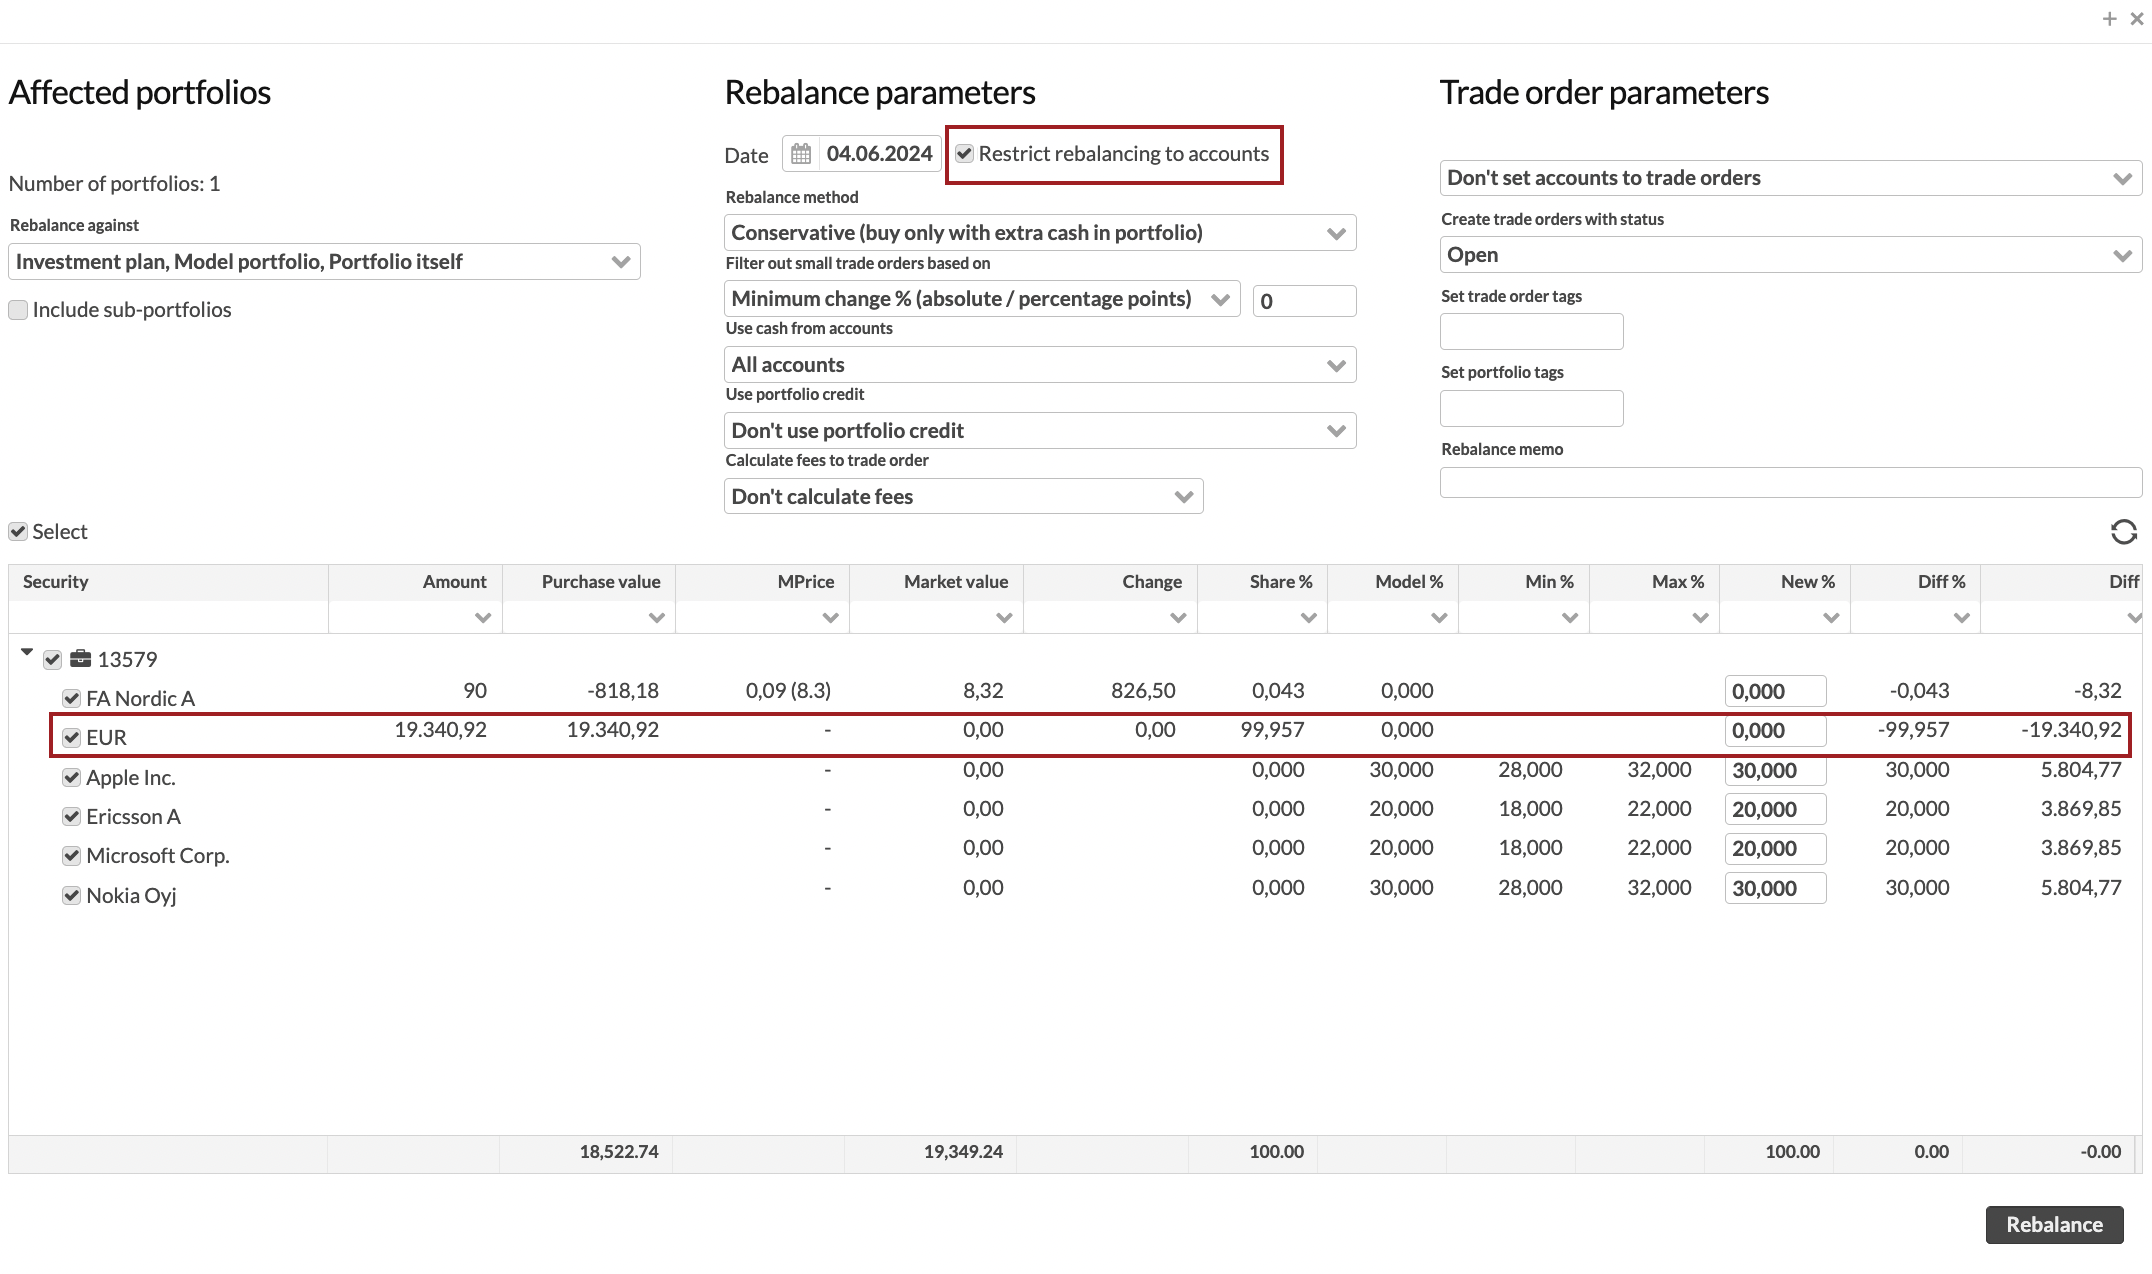 Affected portfolios
Number of portfolios: 1
Rebalance against
Investment plan, Model portfolio, Portfolio itself
Include sub-portfolios
Rebalance parameters
Date 04.06.2024 Restrict rebalancing to accounts
Rebalance method
Conservative (buy only with extra cash in portfolio)
Filter out small trade orders based on
Minimum change % (absolute / percentage points) 0
Use cash from accounts
All accounts
Use portfolio credit
Don't use portfolio credit
Calculate fees to trade order
Don't calculate fees
Trade order parameters
Don't set accounts to trade orders
Create trade orders with status
Open
Set trade order tags
Set portfolio tags
Rebalance memo
Select
Security Amount Purchase value MPrice Market value Change Share % Model % Min % Max % New % Diff % Diff
13579
FA Nordic A 90 -818,18 0,09 (8.3) 8,32 826,50 0,043 0,000 0,000 -0,043 -8,32
EUR 19.340,92 19.340,92 - 0,00 0,00 99,957 0,000 0,000 -99,957 -19.340,92
Apple Inc. - 0,00 0,000 30,000 28,000 32,000 30,000 30,000 5.804,77
Ericsson A - 0,00 0,000 20,000 18,000 22,000 20,000 20,000 3.869,85
Microsoft Corp. - 0,00 0,000 20,000 18,000 22,000 20,000 20,000 3.869,85
Nokia Oyj - 0,00 0,000 30,000 28,000 32,000 30,000 30,000 5.804,77
18,522.74 19,349.24 100.00 100.00 0.00 -0.00
Rebalance